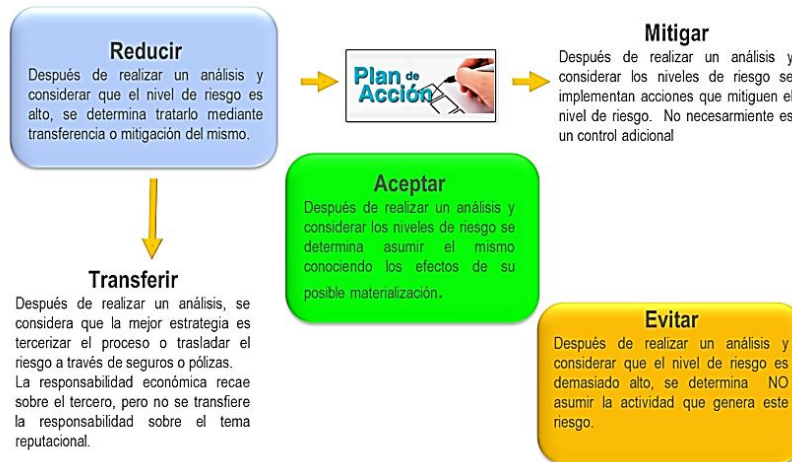 Reducir
Después de realizar un análisis y
considerar que el nivel de riesgo es
alto, se determina tratarlo mediante
transferencia o mitigación del mismo.
Plan de
Acción
Mitigar
Después de realizar un análisis y
considerar los niveles de riesgo se
implementan acciones que mitiguen el
nivel de riesgo. No necesarmiente es
un control adicional
Aceptar
Después de realizar un análisis y
considerar los niveles de riesgo se
determina asumir el mismo
conociendo los efectos de su
posible materialización.
Transferir
Después de realizar un análisis, se
considera que la mejor estrategia es
tercerizar el proceso o trasladar el
riesgo a través de seguros o pólizas.
La responsabilidad económica recae
sobre el tercero, pero no se transfiere
la responsabilidad sobre el tema
reputacional.
Evitar
Después de realizar un análisis y
considerar que el nivel de riesgo es
demasiado alto, se determina NO
asumir la actividad que genera este
riesgo.